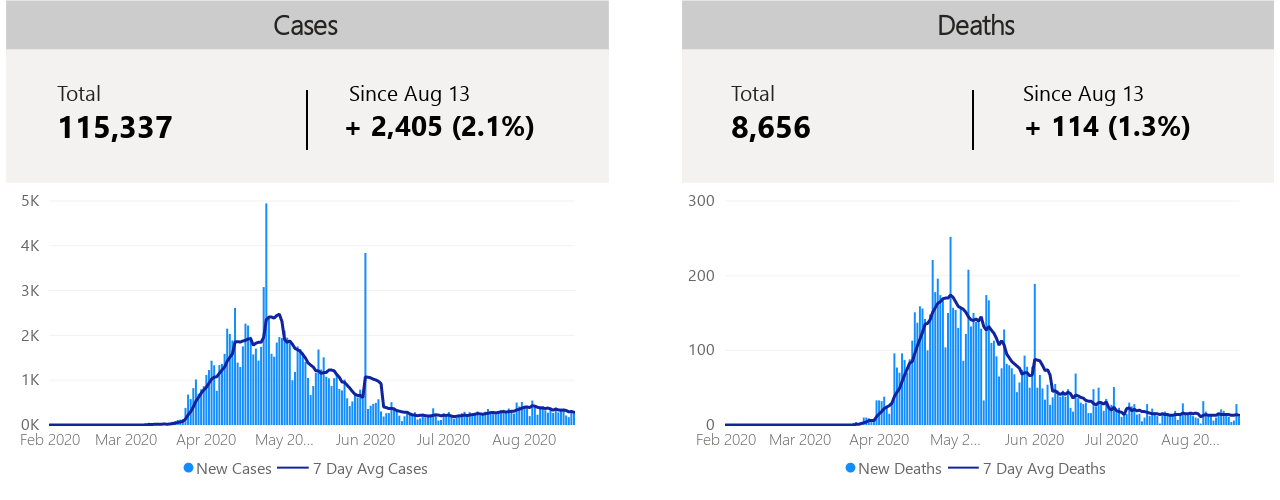 Cases
Total
115,337
Since Aug 13
+ 2,405 (2.1%)
5K
4K
3K
2K
1K
0K
Feb 2020 Mar 2020 Apr 2020 May 20... Jun 2020 Jul 2020 Aug 2020
New Cases 7 Day Avg Cases
Deaths
Total
8,656
Since Aug 13
+ 114 (1.3%)
300
200
100
0
Feb 2020 Mar 2020 Apr 2020 May 2... Jun 2020 Jul 2020 Aug 20...
New Deaths 7 Day Avg Deaths